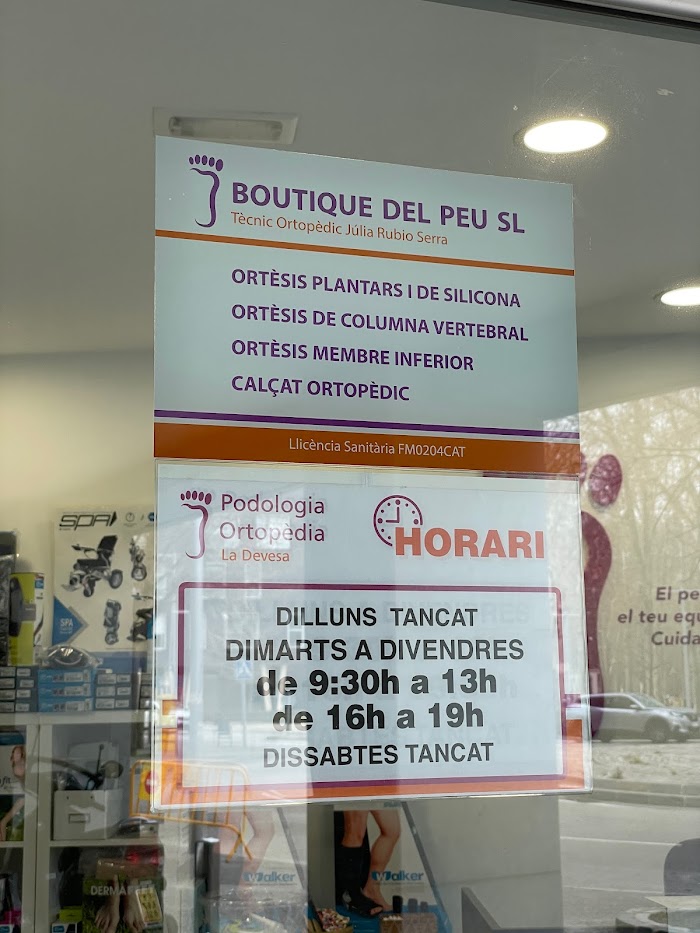 BOUTIQUE DEL PEU SL
Tècnic Ortopèdic Júlia Rubio Serra
ORTÈSIS PLANTARS I DE SILICONA
ORTÈSIS DE COLUMNA VERTEBRAL
ORTÈSIS MEMBRE INFERIOR
CALÇAT ORTOPÈDIC
Llicència Sanitària FM0204CAT
Podologia
Ortopèdia
La Devesa
HORARI
DILLUNS TANCAT
DIMARTS A DIVENDRES
de 9:30h a 13h
de 16h a 19h
DISSABTES TANCAT
SPA
SPA
El pe
el teu equ
Cuida
Walker
Walker
DERMA